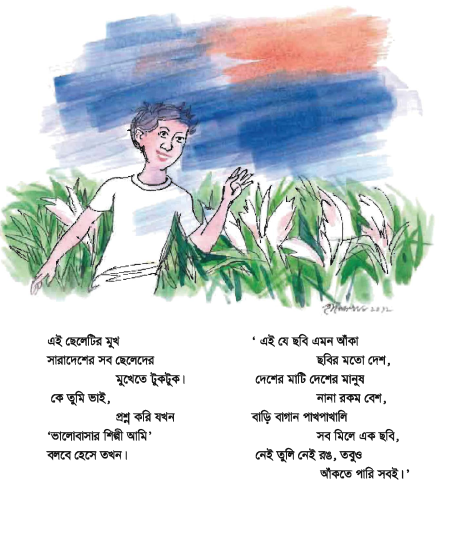 এই ছেলেটির মুখ
সারাদেশের সব ছেলেদের
মুখেতে টুকটুক।
কে তুমি ভাই,
প্রশ্ন করি যখন
‘ভালোবাসার শিল্পী আমি’
বলবে হেসে তখন।
‘ এই যে ছবি এমন আঁকা
ছবির মতো দেশ,
দেশের মাটি দেশের মানুষ
নানা রকম বেশ,
বাড়ি বাগান পাখপাখালি
সব মিলে এক ছবি,
নেই তুলি নেই রঙ, তবুও
আঁকতে পারি সবই।’